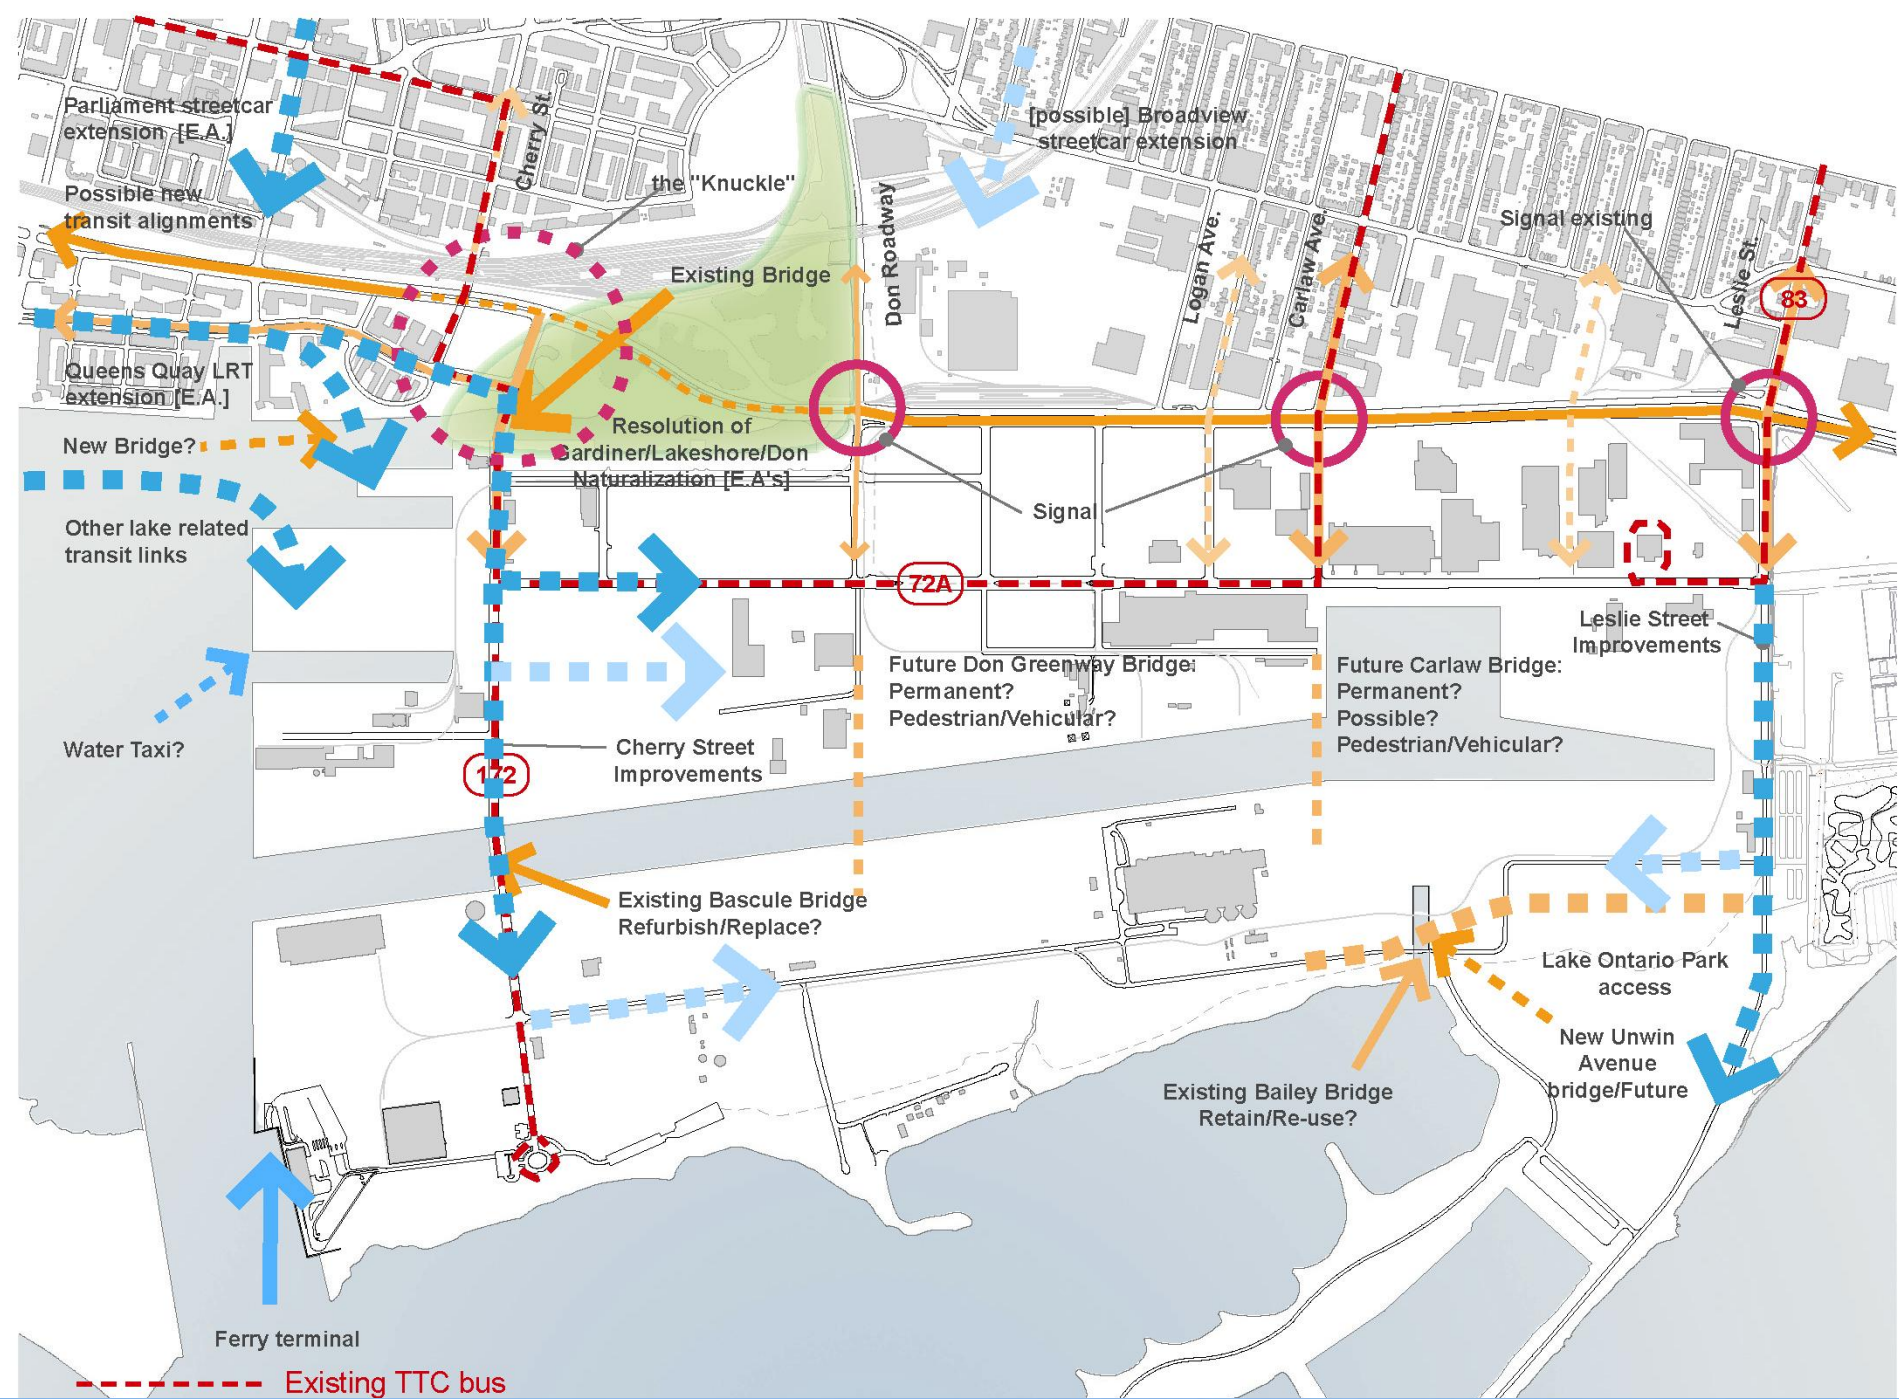 Parliament streetcar
extension [E.A.]
Cherry St.
[possible] Broadview
streetcar extension
Possible new
transit alignments
the "Knuckle"
Don Roadway
Logan Ave.
Carlaw Ave.
Signal existing
Leslie St.
83
Existing Bridge
Queens Quay LRT
extension [E.A.]
New Bridge?
Resolution of
Gardiner/Lakeshore/Don
Naturalization [E.A's]
Signal
Other lake related
transit links
72A
Leslie Street
Improvements
Future Don Greenway Bridge:
Permanent?
Pedestrian/Vehicular?
Future Carlaw Bridge:
Permanent?
Possible?
Pedestrian/Vehicular?
Water Taxi?
Cherry Street
Improvements
172
Existing Bascule Bridge
Refurbish/Replace?
Lake Ontario Park
access
New Unwin
Avenue
bridge/Future
Existing Bailey Bridge
Retain/Re-use?
Ferry terminal
Existing TTC bus